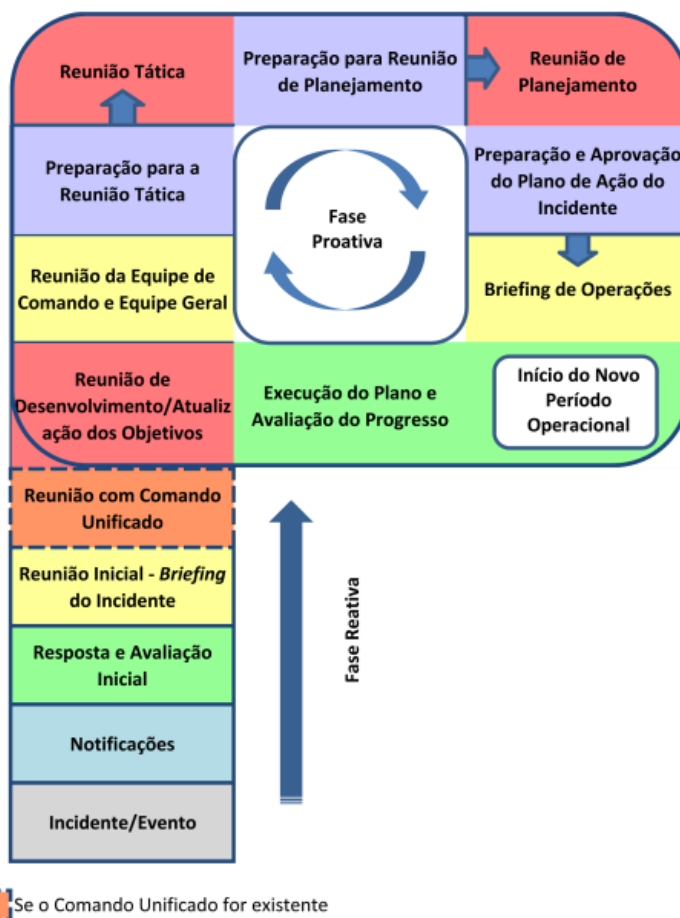 Reunião Tática
Preparação para Reunião
de Planejamento
Reunião de
Planejamento
Preparação para a
Reunião Tática
Fase
Proativa
Preparação e Aprovação
do Plano de Ação do
Incidente
Reunião da Equipe de
Comando e Equipe Geral
Briefing de Operações
Reunião de
Desenvolvimento/Atualiz
ação dos Objetivos
Execução do Plano e
Avaliação do Progresso
Início do Novo
Período
Operacional
Reunião com Comando
Unificado
Reunião Inicial - Briefing
do Incidente
Resposta e Avaliação
Inicial
Notificações
Incidente/Evento
Fase Reativa
Se o Comando Unificado for existente